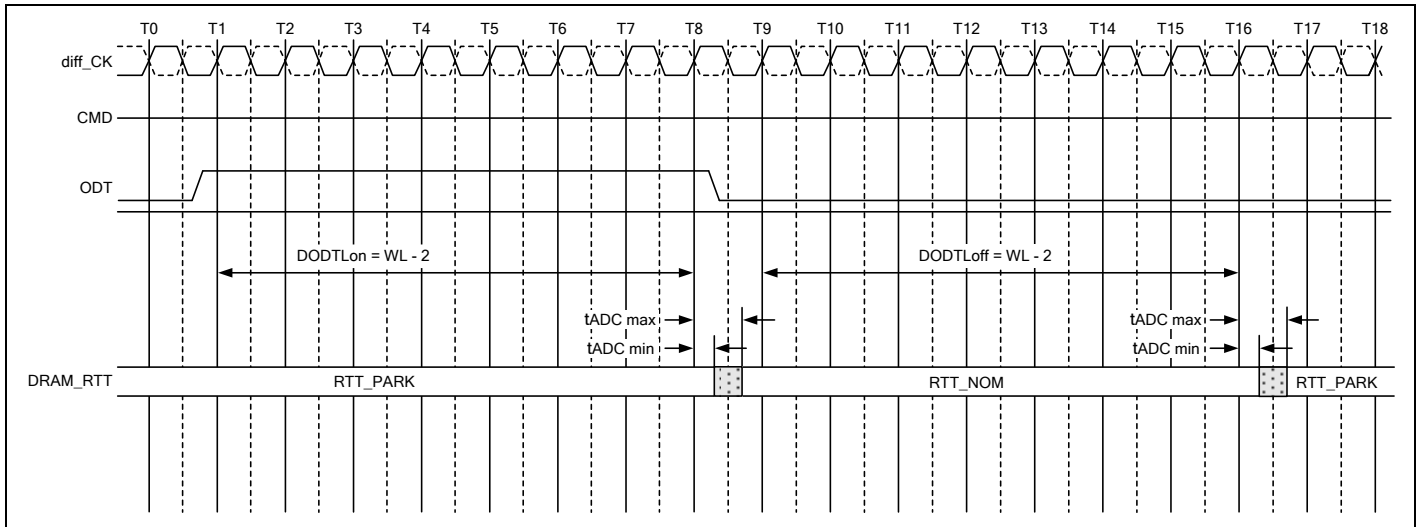 T0 T1 T2 T3 T4 T5 T6 T7 T8 T9 T10 T11 T12 T13 T14 T15 T16 T17 T18
diff_CK
CMD
ODT
DODTLon = WL - 2 DODTLoff = WL - 2
tADC max tADC max
tADC min tADC min
DRAM_RTT RTT_PARK RTT_NOM RTT_PARK